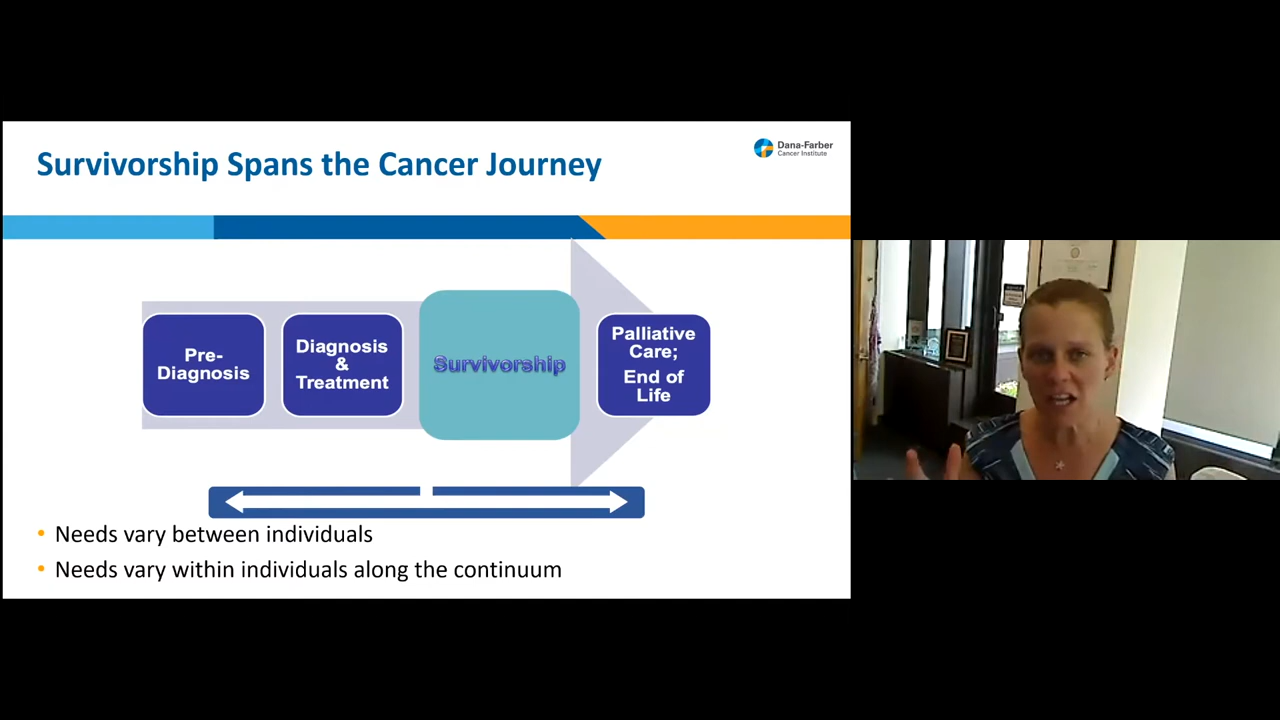 Survivorship Spans the Cancer Journey
Dana-Farber
Cancer Institute
Pre-
Diagnosis
Diagnosis
&
Treatment
Survivorship
Palliative
Care;
End of
Life
• Needs vary between individuals
• Needs vary within individuals along the continuum